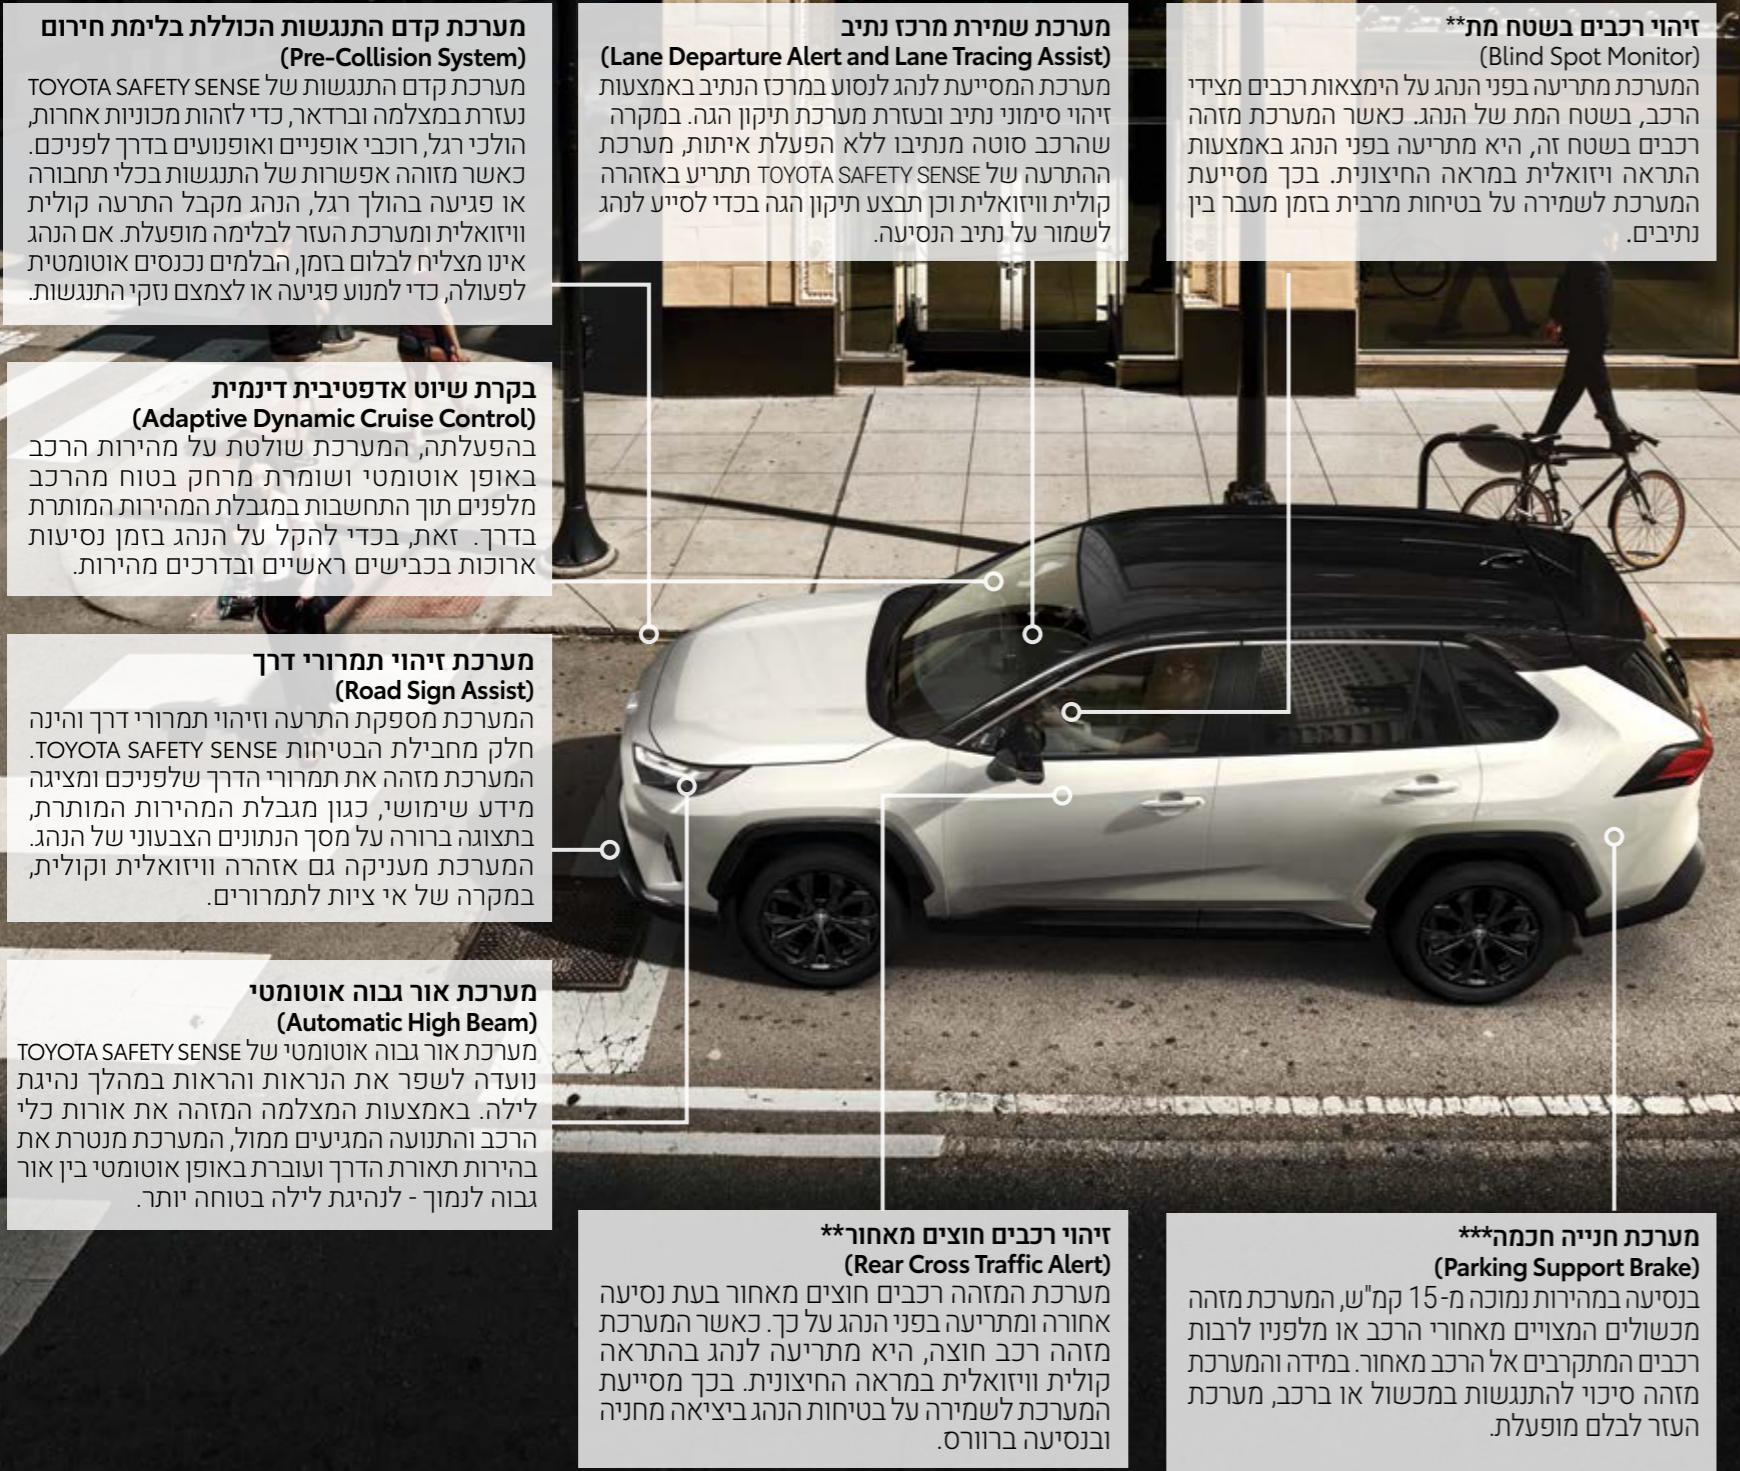 זיהוי רכבים בשטח מת**
(Blind Spot Monitor)
המערכת מתריעה בפני הנהג על הימצאות רכבים מצידי
הרכב, בשטח המת של הנהג. כאשר המערכת מזהה
רכבים בשטח זה, היא מתריעה בפני הנהג באמצעות
התראה ויזואלית במראה החיצונית. בכך מסייעת
המערכת לשמירה על בטיחות מרבית בזמן מעבר בין
נתיבים.
מערכת שמירת מרכז נתיב
(Lane Departure Alert and Lane Tracing Assist)
מערכת המסייעת לנהג לנסוע במרכז הנתיב באמצעות
זיהוי סימוני נתיב ובעזרת מערכת תיקון הגה. במקרה
שהרכב סוטה מנתיבו ללא הפעלת איתות, מערכת
ההתרעה של TOYOTA SAFETY SENSE תתריע באזהרה
קולית וויזואלית וכן תבצע תיקון הגה בכדי לסייע לנהג
לשמור על נתיב הנסיעה.
מערכת קדם התנגשות הכוללת בלימת חירום
(Pre-Collision System)
מערכת קדם התנגשות של TOYOTA SAFETY SENSE
נעזרת במצלמה וברדאר, כדי לזהות מכוניות אחרות,
הולכי רגל, רוכבי אופניים ואופנועים בדרך לפניכם.
כאשר מזוהה אפשרות של התנגשות בכלי תחבורה
או פגיעה בהולך רגל, הנהג מקבל התרעה קולית
וויזואלית ומערכת העזר לבלימה מופעלת. אם הנהג
אינו מצליח לבלום בזמן, הבלמים נכנסים אוטומטית
לפעולה, כדי למנוע פגיעה או לצמצם נזקי התנגשות.
בקרת שיוט אדפטיבית דינמית
(Adaptive Dynamic Cruise Control)
בהפעלתה, המערכת שולטת על מהירות הרכב
באופן אוטומטי ושומרת מרחק בטוח מהרכב
מלפנים תוך התחשבות במגבלת המהירות המותרת
בדרך. זאת, בכדי להקל על הנהג בזמן נסיעות
ארוכות בכבישים ראשיים ובדרכים מהירות.
מערכת זיהוי תמרורי דרך
(Road Sign Assist)
המערכת מספקת התרעה וזיהוי תמרורי דרך והינה
חלק מחבילת הבטיחות TOYOTA SAFETY SENSE.
המערכת מזהה את תמרורי הדרך שלפניכם ומציגה
מידע שימושי, כגון מגבלת המהירות המותרת,
בתצוגה ברורה על מסך הנתונים הצבעוני של הנהג.
המערכת מעניקה גם אזהרה וויזואלית וקולית,
במקרה של אי ציות לתמרורים.
מערכת אור גבוה אוטומטי
(Automatic High Beam)
מערכת אור גבוה אוטומטי של TOYOTA SAFETY SENSE
נועדה לשפר את הנראות והראות במהלך נהיגת
לילה. באמצעות המצלמה המזהה את אורות כלי
הרכב והתנועה המגיעים ממול, המערכת מנטרת את
בהירות תאורת הדרך ועוברת באופן אוטומטי בין אור
גבוה לנמוך - לנהיגת לילה בטוחה יותר.
מערכת חנייה חכמה***
(Parking Support Brake)
בנסיעה במהירות נמוכה מ-15 קמ"ש, המערכת מזהה
מכשולים המצויים מאחורי הרכב או מלפניו לרבות
רכבים המתקרבים אל הרכב מאחור. במידה והמערכת
מזהה סיכוי להתנגשות במכשול או ברכב, מערכת
העזר לבלם מופעלת.
זיהוי רכבים חוצים מאחור**
(Rear Cross Traffic Alert)
מערכת המזהה רכבים חוצים מאחור בעת נסיעה
אחורה ומתריעה בפני הנהג על כך. כאשר המערכת
מזהה רכב חוצה, היא מתריעה לנהג בהתראה
קולית וויזואלית במראה החיצונית. בכך מסייעת
המערכת לשמירה על בטיחות הנהג ביציאה מחניה
ובנסיעה ברוורס.